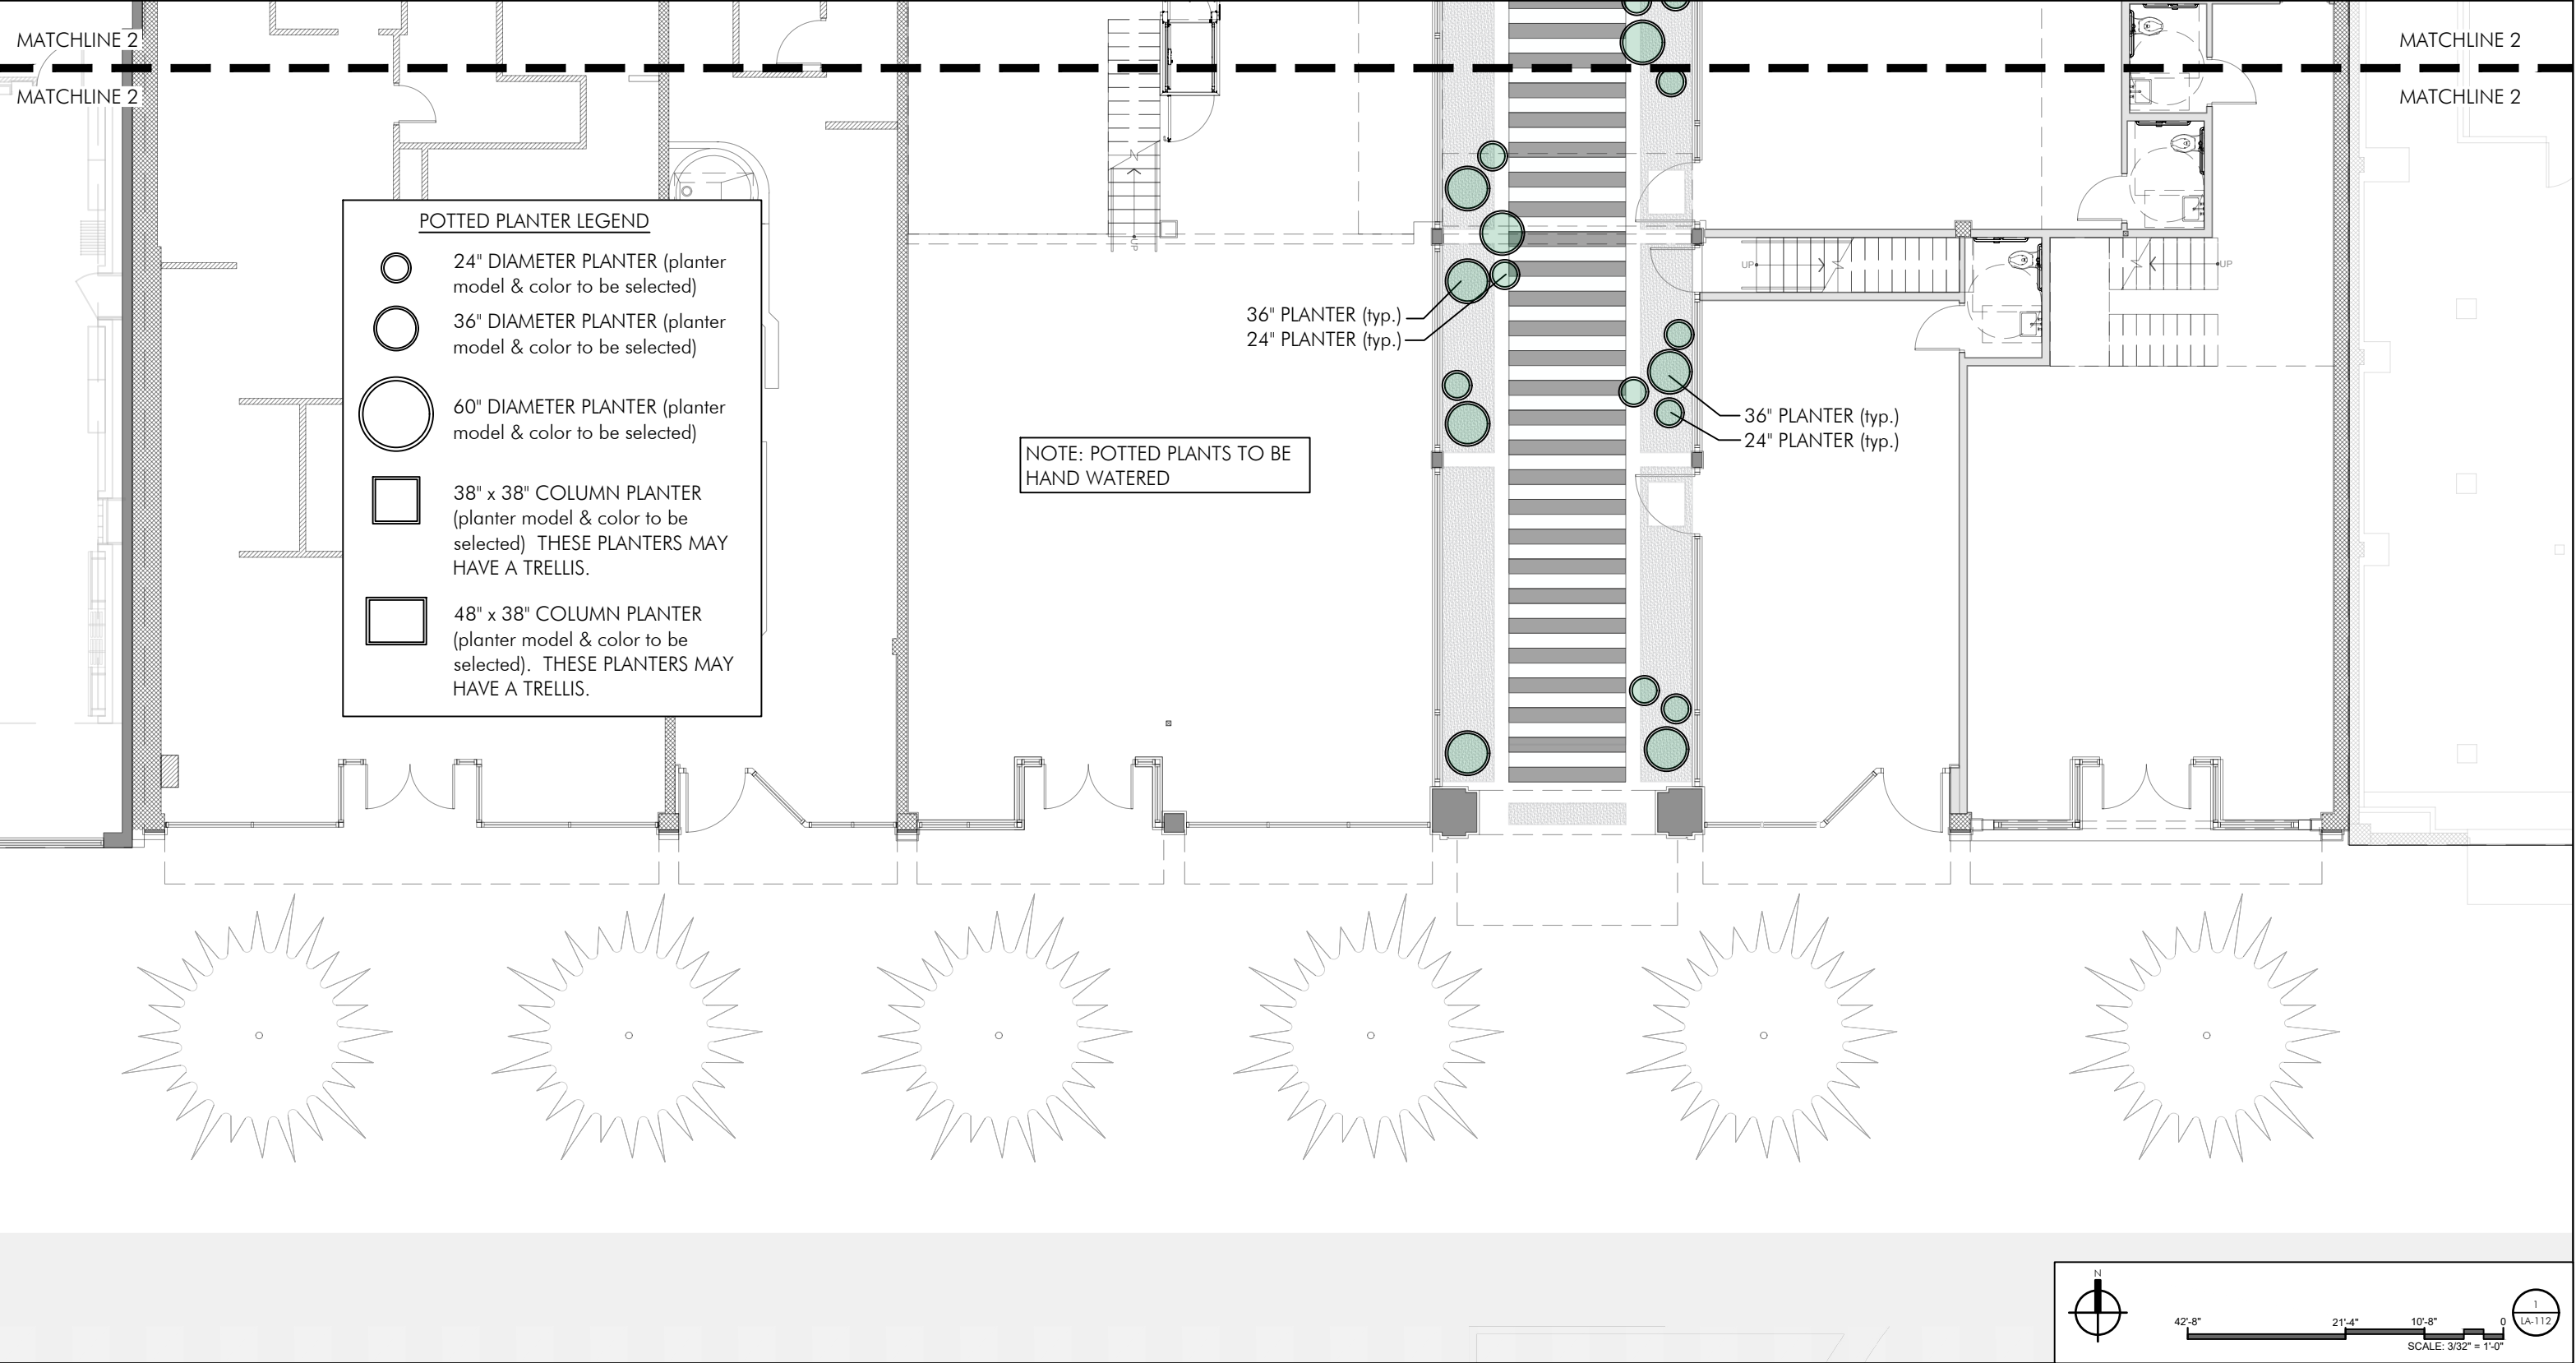 MATCHLINE 2
MATCHLINE 2
MATCHLINE 2
MATCHLINE 2
POTTED PLANTER LEGEND
24" DIAMETER PLANTER (planter
model & color to be selected)
36" DIAMETER PLANTER (planter
model & color to be selected)
60" DIAMETER PLANTER (planter
model & color to be selected)
38" x 38" COLUMN PLANTER
(planter model & color to be
selected)  THESE PLANTERS MAY
HAVE A TRELLIS.
48" x 38" COLUMN PLANTER
(planter model & color to be
selected).  THESE PLANTERS MAY
HAVE A TRELLIS.
UP
36" PLANTER (typ.)
24" PLANTER (typ.)
NOTE: POTTED PLANTS TO BE
HAND WATERED
UP
UP
36" PLANTER (typ.)
24" PLANTER (typ.)
N
42'-8"
21'-4"
10'-8"
0
SCALE: 3/32" = 1'-0"
1
LA-112